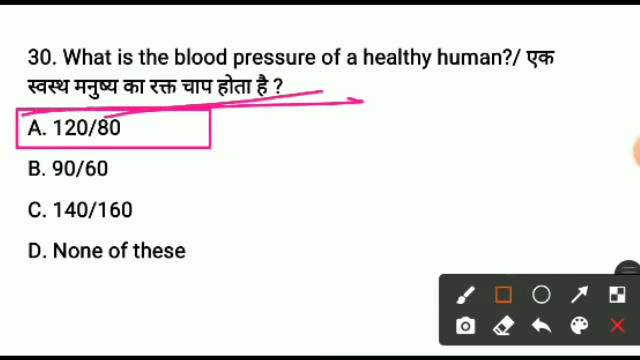 30. What is the blood pressure of a healthy human?/ एक
स्वस्थ मनुष्य का रक्त चाप होता है ?
A. 120/80
B. 90/60
C. 140/160
D. None of these